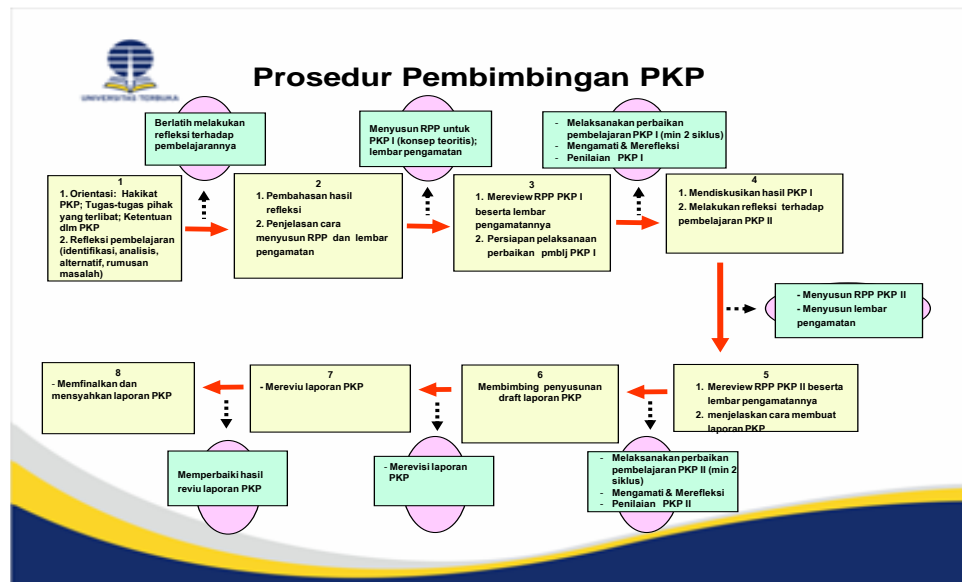 UNIVERSITAS TERBUKA
Prosedur Pembimbingan PKP
Berlatih melakukan
refleksi terhadap
pembelajarannya
Menyusun RPP untuk
PKP I (konsep teoritis);
lembar pengamatan
- Melaksanakan perbaikan
pembelajaran PKP I (min 2
siklus)
- Mengamati & Merefleksi
- Penilaian PKP I
1
1. Orientasi: Hakikat
PKP; Tugas-tugas pihak
yang terlibat; Ketentuan
dlm PKP
2. Refleksi pembelajaran
(identifikasi, analisis,
alternatif, rumusan
masalah)
2
1. Pembahasan hasil
refleksi
2. Penjelasan cara
menyusun RPP dan lembar
pengamatan
3
1. Mereview RPP PKP I
beserta lembar
pengamatannya
2. Persiapan pelaksanaan
perbaikan pmblj PKP I
4
1. Mendiskusikan hasil PKP I
2. Melakukan refleksi terhadap
pembelajaran PKP II
- Menyusun RPP PKP II
- Menyusun lembar
pengamatan
5
1. Mereview RPP PKP II beserta
lembar pengamatannya
2. menjelaskan cara membuat
laporan PKP
6
Membimbing penyusunan
draft laporan PKP
7
- Mereviu laporan PKP
8
- Memfinalkan dan
mensyahkan laporan PKP
Memperbaiki hasil
reviu laporan PKP
- Merevisi laporan
PKP
- Melaksanakan perbaikan
pembelajaran PKP II (min 2
siklus)
- Mengamati & Merefleksi
- Penilaian PKP II